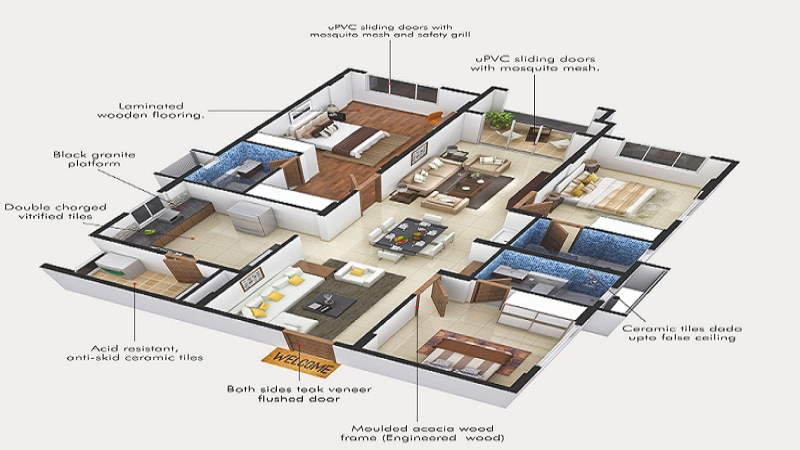 uPVC sliding doors with
mosquito mesh and safety grill
uPVC sliding doors
with mosquito mesh.
Laminated
wooden flooring.
Black granite
platform
Double charged
vitrified tiles
Acid resistant,
anti-skid ceramic tiles
WELCOME
Both sides teak veneer
flushed door
Moulded acacia wood
frame (Engineered wood)
Ceramic tiles dado
upto false ceiling